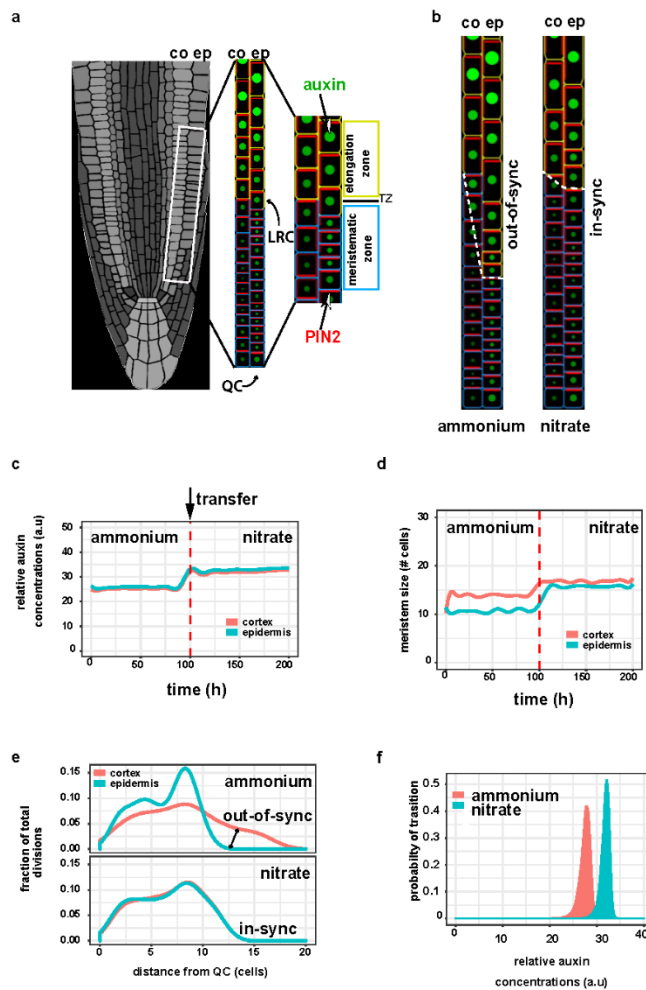 a
co ep
co ep
auxin
elongation
zone
TZ
LRC
meristematic
zone
PIN2
QC
b
co ep
co ep
out-of-sync
in-sync
ammonium
nitrate
c
transfer
relative auxin
concentrations (a.u)
50
40
30
20
10
0
ammonium
nitrate
cortex
epidermis
0
50
100
150
200
time (h)
d
meristem size (# cells)
30
20
10
0
ammonium
nitrate
cortex
epidermis
0
50
100
150
200
time (h)
e
fraction of total
divisions
cortex
epidermis
0.15
0.10
0.05
0.00
ammonium
out-of-sync
0.15
0.10
0.05
0.00
nitrate
in-sync
0
5
10
15
20
distance from QC (cells)
f
probabilty of trasition
0.5
0.4
0.3
0.2
0.1
0
ammonium
nitrate
0
10
20
30
40
relative auxin
concentrations (a.u)